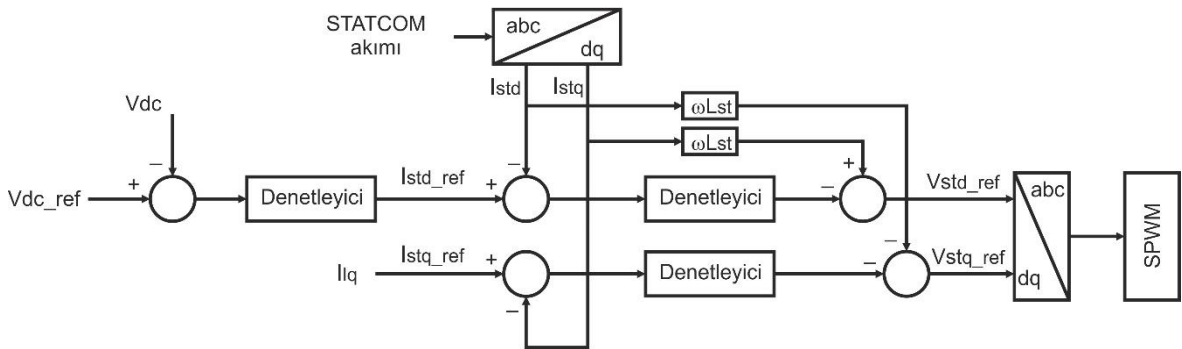 STATCOM
akımı
abc
dq
Istd
Istq
Vdc
ωLst
ωLst
–
–
+
Vdc_ref
+
Denetleyici
Istd_ref
+
Denetleyici
–
Vstd_ref
abc
–
Ilq
Istq_ref
+
Denetleyici
–
Vstq_ref
dq
–
SPWM